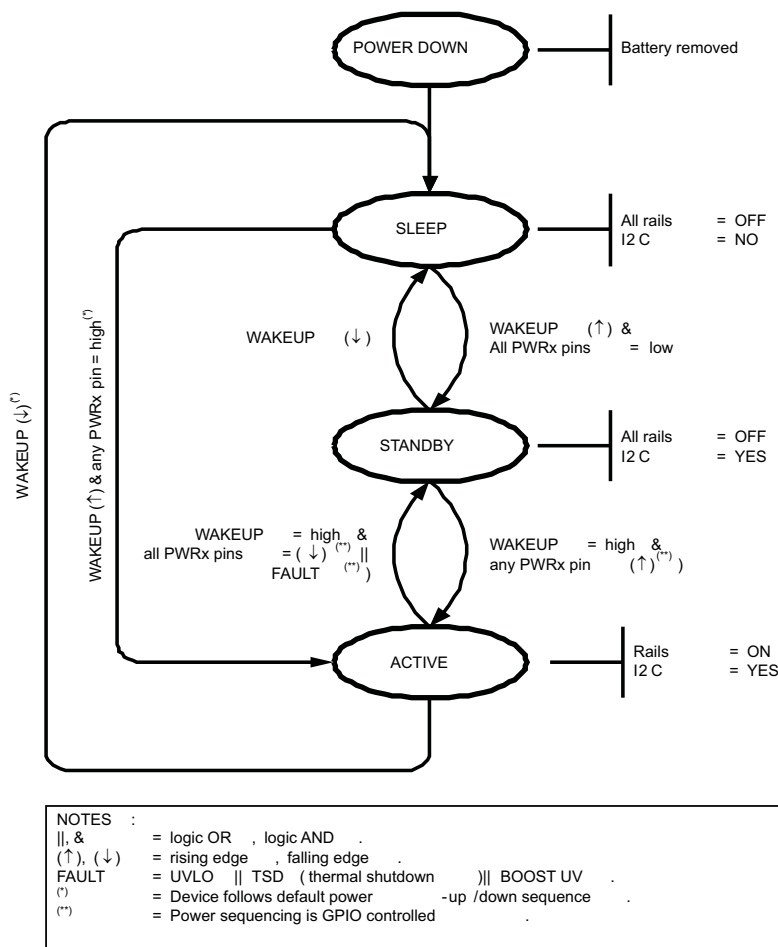 POWER DOWN
Battery removed
SLEEP
All rails = OFF
I2 C = NO
WAKEUP (↓)
WAKEUP (↑) &
All PWRx pins = low
WAKEUP (↓)(*)
WAKEUP (↑) & any PWRx pin = high(*)
STANDBY
All rails = OFF
I2 C = YES
WAKEUP = high &
all PWRx pins = ( ↓ ) (**) ||
FAULT (**) )
WAKEUP = high &
any PWRx pin (↑)(**) )
ACTIVE
Rails = ON
I2 C = YES
NOTES :
||, & = logic OR , logic AND .
(↑), (↓) = rising edge , falling edge .
FAULT = UVLO || TSD ( thermal shutdown )|| BOOST UV .
(*) = Device follows default power -up /down sequence .
(**) = Power sequencing is GPIO controlled .